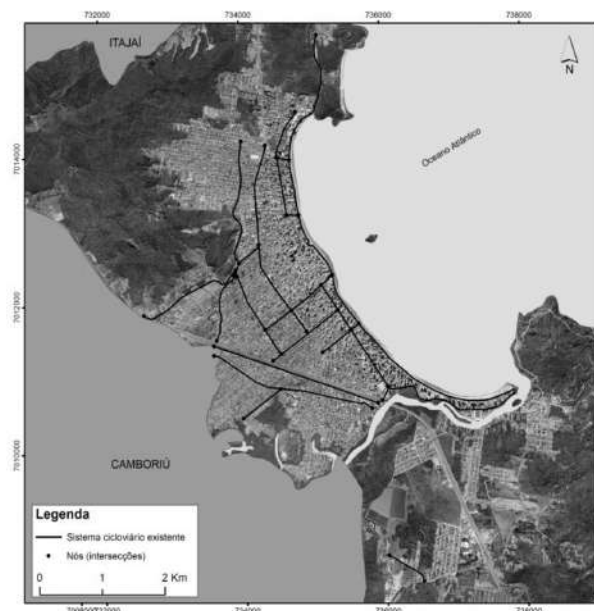 732000 734000 736000 738000
ITAJAÍ
N
7014000
Oceano Atlântico
7012000
7010000
CAMBORIÚ
Legenda
Sistema cicloviário existente
Nós (intersecções)
0 1 2 Km
734000